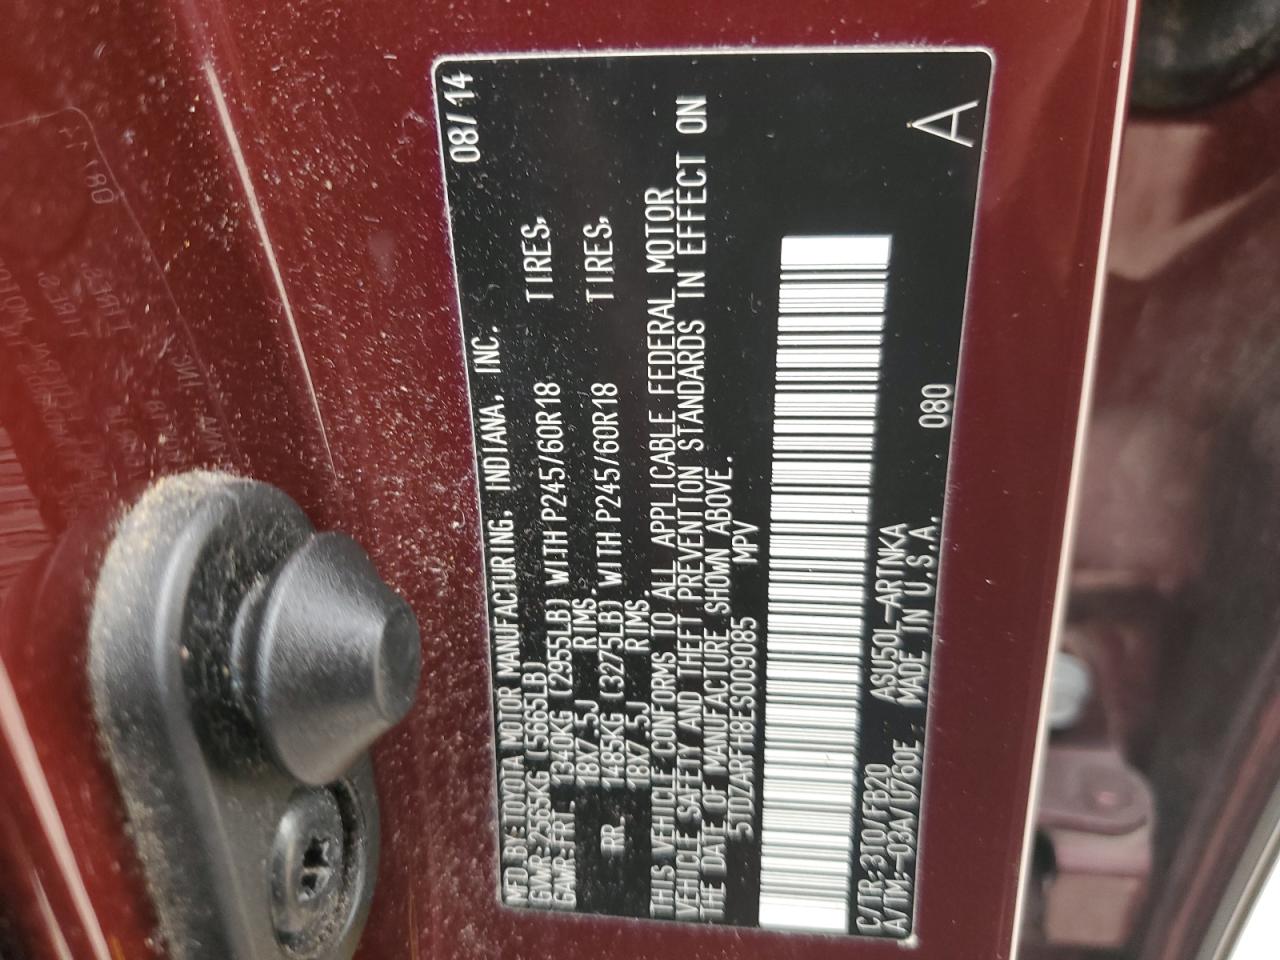 MFD.BY:TOYOTA MOTOR MANUFACTURING, INDIANA, INC. 08/14
GVWR:2565KG (5665LB)
GAWR:FRT. 1340KG (2955LB) WITH P245/60R18 TIRES,
18X7.5J RIMS,
RR. 1485KG (3275LB) WITH P245/60R18 TIRES,
18X7.5J RIMS
THIS VEHICLE CONFORMS TO ALL APPLICABLE FEDERAL MOTOR
VEHICLE SAFETY AND THEFT PREVENTION STANDARDS IN EFFECT ON
THE DATE OF MANUFACTURE SHOWN ABOVE.
5TDZARFH8ES009085 MPV
C/TR:3T0/FB20 ASU50L-ARTNKA
A/TM:-03A/U760E MADE IN U.S.A. 080
A